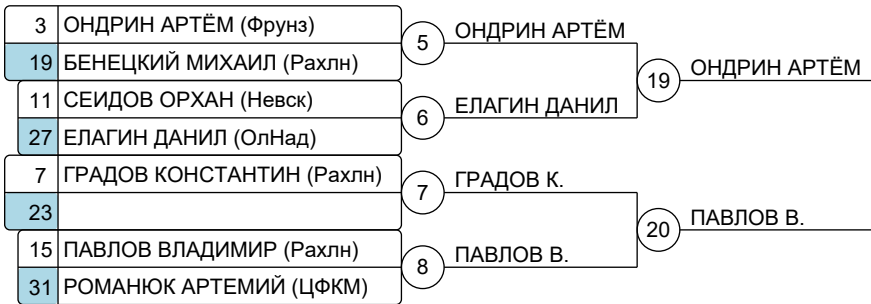 3 ОНДРИН АРТЁМ (Фрунз)
19 БЕНЕЦКИЙ МИХАИЛ (Рахлн)
5 ОНДРИН АРТЁМ
11 СЕИДОВ ОРХАН (Невск)
27 ЕЛАГИН ДАНИЛ (ОлНад)
6 ЕЛАГИН ДАНИЛ
19 ОНДРИН АРТЁМ
7 ГРАДОВ КОНСТАНТИН (Рахлн)
23
7 ГРАДОВ К.
15 ПАВЛОВ ВЛАДИМИР (Рахлн)
31 РОМАНЮК АРТЕМИЙ (ЦФКМ)
8 ПАВЛОВ В.
20 ПАВЛОВ В.